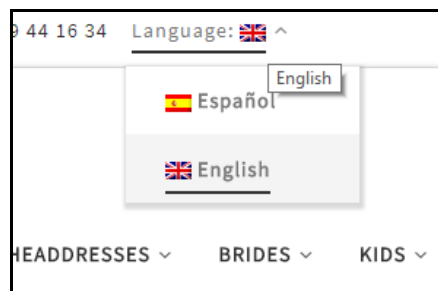 9 44 16 34 Language:
English
Español
English
HEADDRESSES BRIDES KIDS